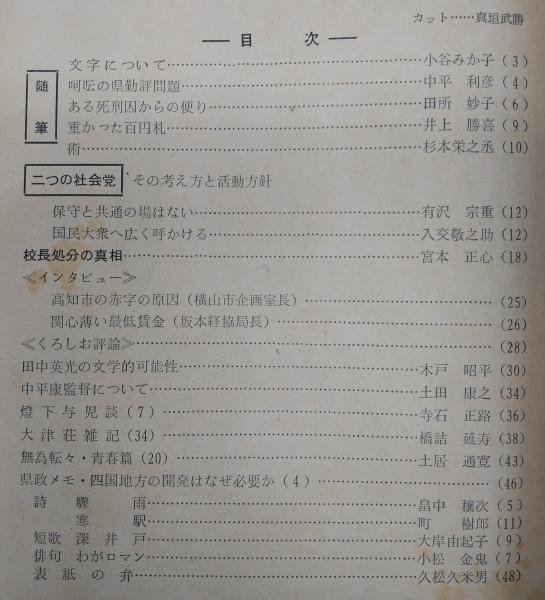 カット……真垣武勝
── 目 次 ──
随筆
文字について……小谷みか子(3)
呵呍の県勤評問題……中平 利彦(4)
ある死刑囚からの便り……田所 妙子(6)
重かった百円札……井上 勝喜(9)
術……杉本栄之丞(10)
二つの社会党 その考え方と活動方針
保守と共通の場はない……有沢 宗重(12)
国民大衆へ広く呼かける……入交敬之助(12)
校長処分の真相……宮本 正心(18)
≪インタビュー≫
高知市の赤字の原因(横山市企画室長)……(25)
関心薄い最低賃金(坂本経協局長)……(26)
≪くろしお評論≫……(28)
田中英光の文学的可能性……木戸 昭平(30)
中平康監督について……土田 康之(34)
燈下与児談(7)……寺石 正路(36)
大津荘雑記(34)……橋詰 延寿(38)
無為転々・青春篇(20)……土居 通寛(43)
県政メモ・四国地方の開発はなぜ必要か(4)……(46)
詩 驟雨……畠中 穣次(5)
寒駅……町 樹郎(11)
短歌 深井戸……大岸由起子(9)
俳句 わがロマン……小松 金鬼(7)
表紙の弁……久松久米男(48)